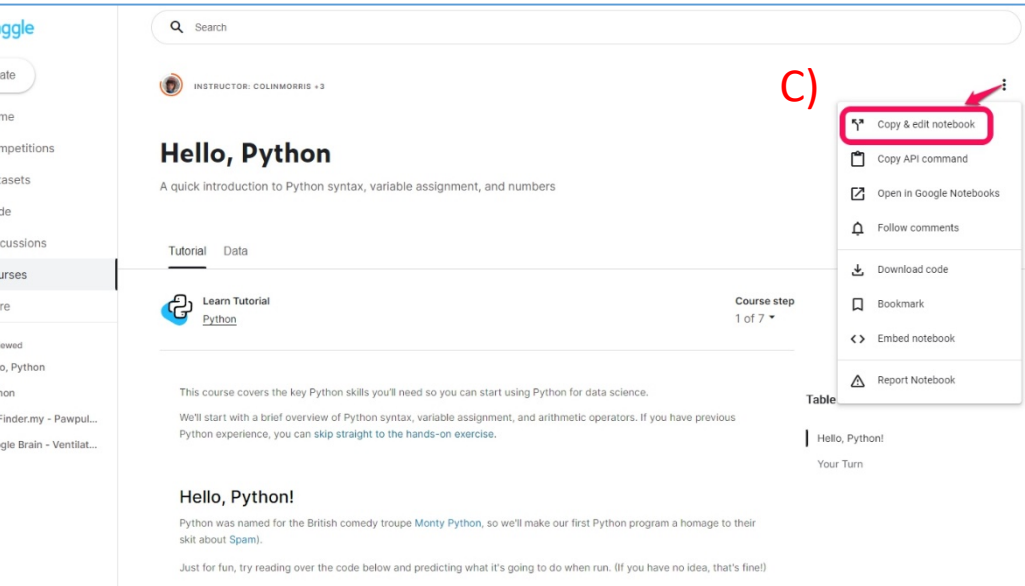 aggle
Search
ate
INSTRUCTOR: COLINMORRIS +3
C)
me
Copy & edit notebook
mpetitions
Hello, Python
Copy API command
tasets
A quick introduction to Python syntax, variable assignment, and numbers
Open in Google Notebooks
de
Follow comments
cussions
Tutorial Data
urses
Download code
re
Learn Tutorial
Python
Course step
1 of 7
Bookmark
Embed notebook
ewed
o, Python
Report Notebook
hon
This course covers the key Python skills you'll need so you can start using Python for data science.
Table
Finder.my - Pawpul...
We'll start with a brief overview of Python syntax, variable assignment, and arithmetic operators. If you have previous
Python experience, you can skip straight to the hands-on exercise.
Hello, Python!
gle Brain - Ventilat...
Your Turn
Hello, Python!
Python was named for the British comedy troupe Monty Python, so we'll make our first Python program a homage to their
skit about Spam).
Just for fun, try reading over the code below and predicting what it's going to do when run. (If you have no idea, that's fine!)